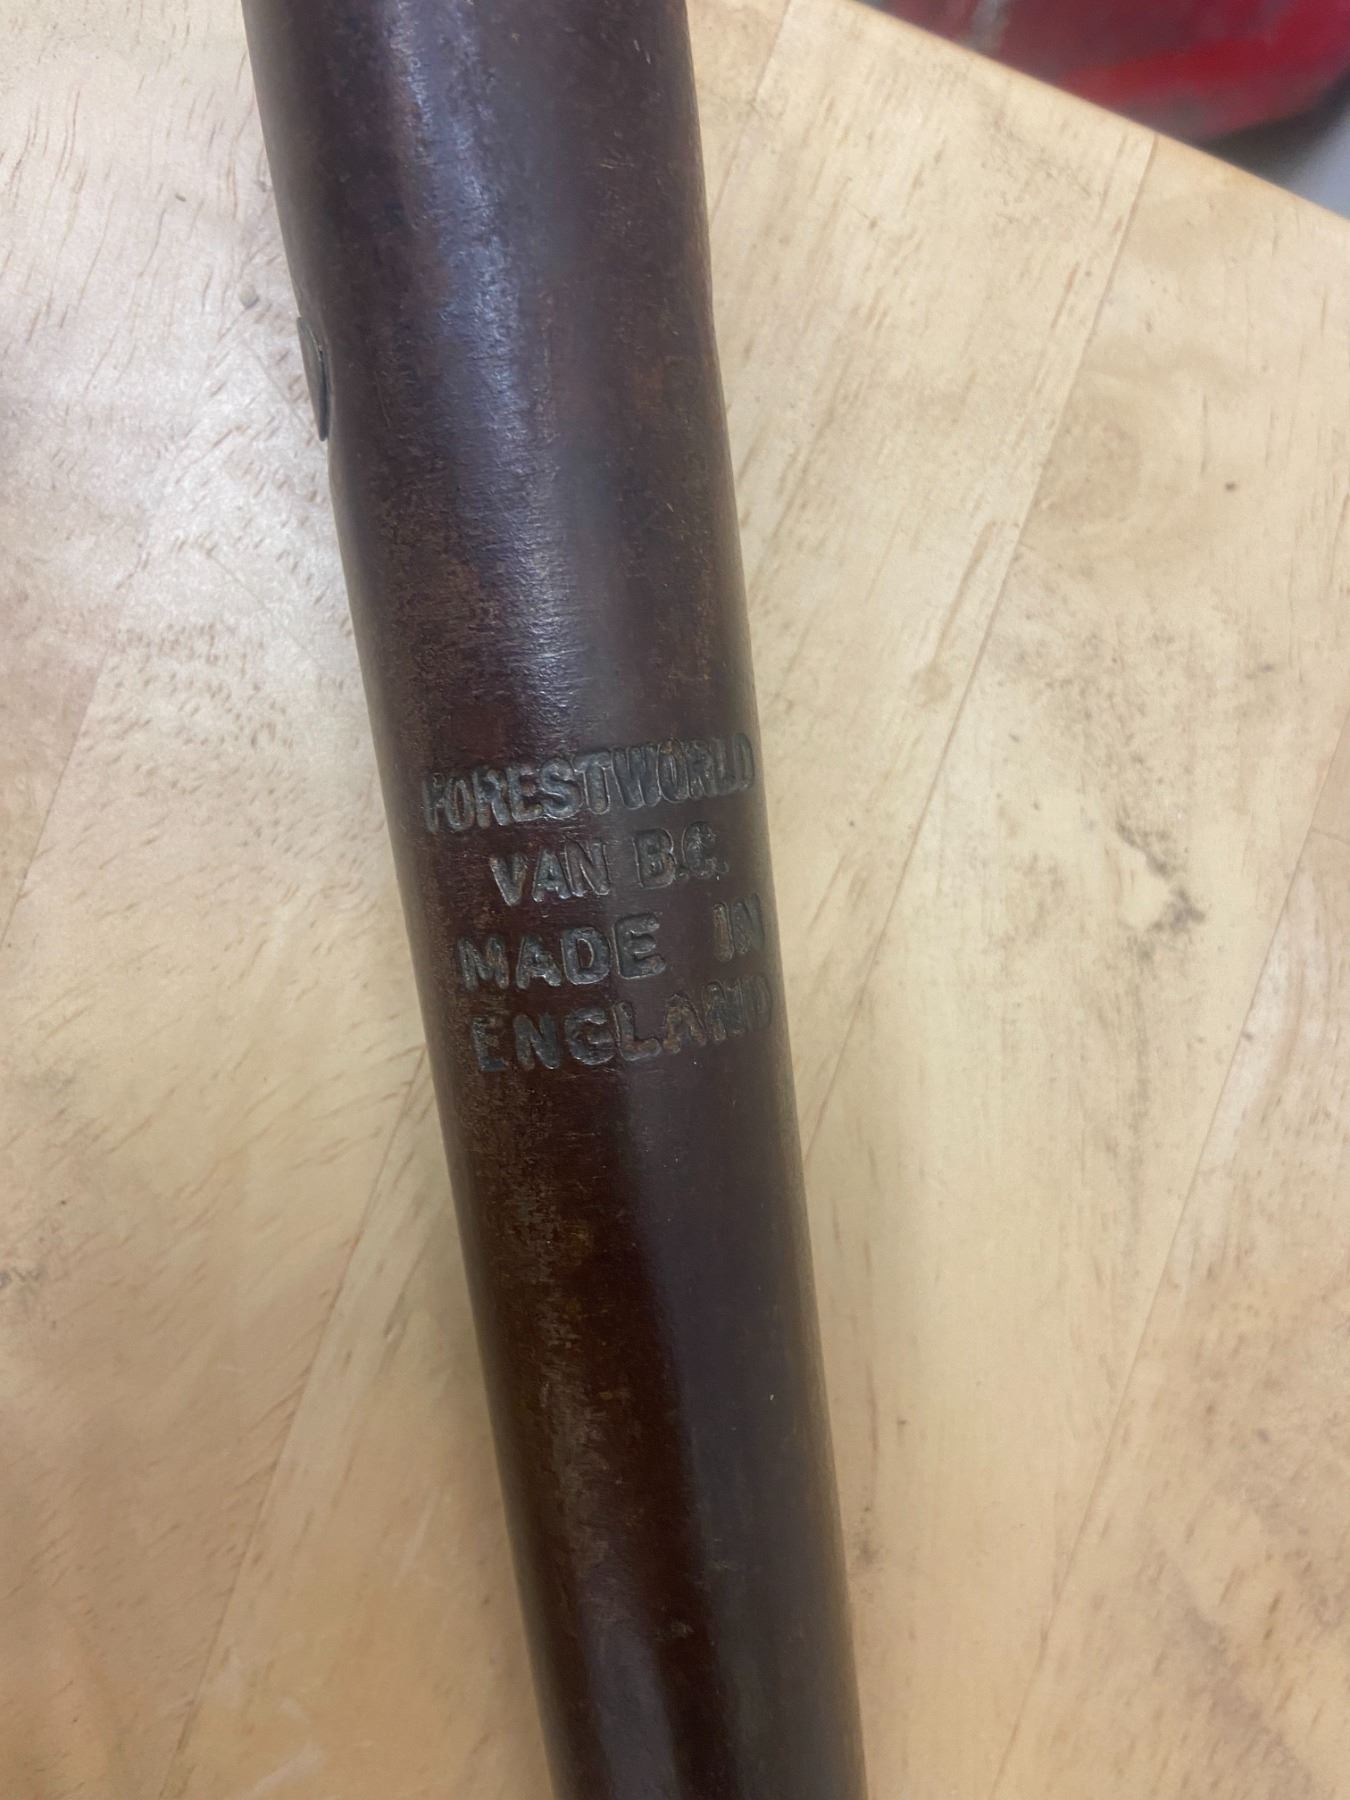 FORESTWORLD
VAN B.C.
MADE IN
ENGLAND